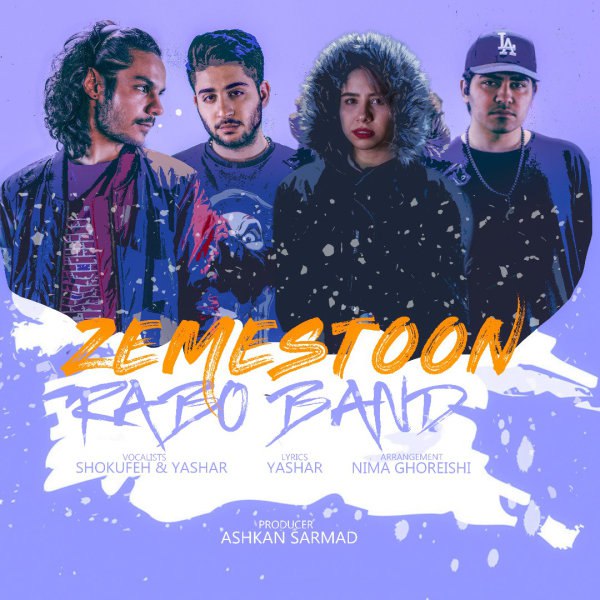 LA
ZEMESTOON
RABO BAND
VOCALISTS
SHOKUFEH & YASHAR
LYRICS
YASHAR
ARRANGEMENT
NIMA GHOREISHI
PRODUCER
ASHKAN SARMAD